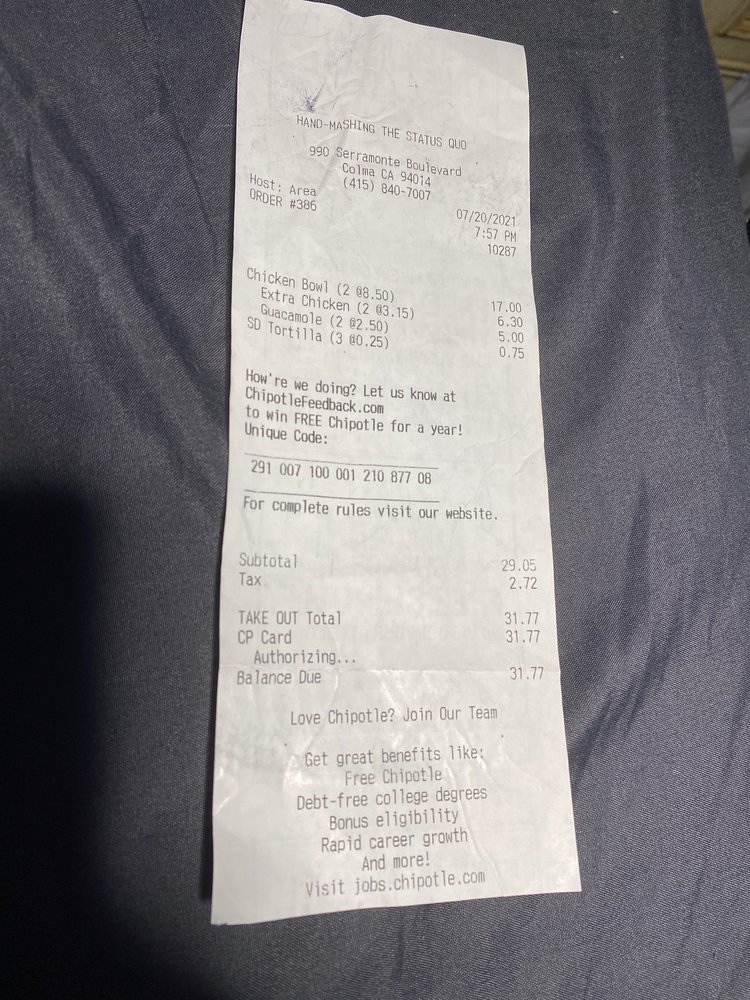 HAND-MASHING THE STATUS QUO
990 Serramonte Boulevard
Colma CA 94014
(415) 840-7007
Host: Area
ORDER #386
07/20/2021
7:57 PM
10287
Chicken Bowl (2 @8.50) 17.00
Extra Chicken (2 @3.15) 6.30
Guacamole (2 @2.50) 5.00
SD Tortilla (3 @0.25) 0.75
How're we doing? Let us know at
ChipotleFeedback.com
to win FREE Chipotle for a year!
Unique Code:
291 007 100 001 210 877 08
For complete rules visit our website.
Subtotal 29.05
Tax 2.72
TAKE OUT Total 31.77
CP Card 31.77
Authorizing...
Balance Due 31.77
Love Chipotle? Join Our Team
Get great benefits like:
Free Chipotle
Debt-free college degrees
Bonus eligibility
Rapid career growth
And more!
Visit jobs.chipotle.com